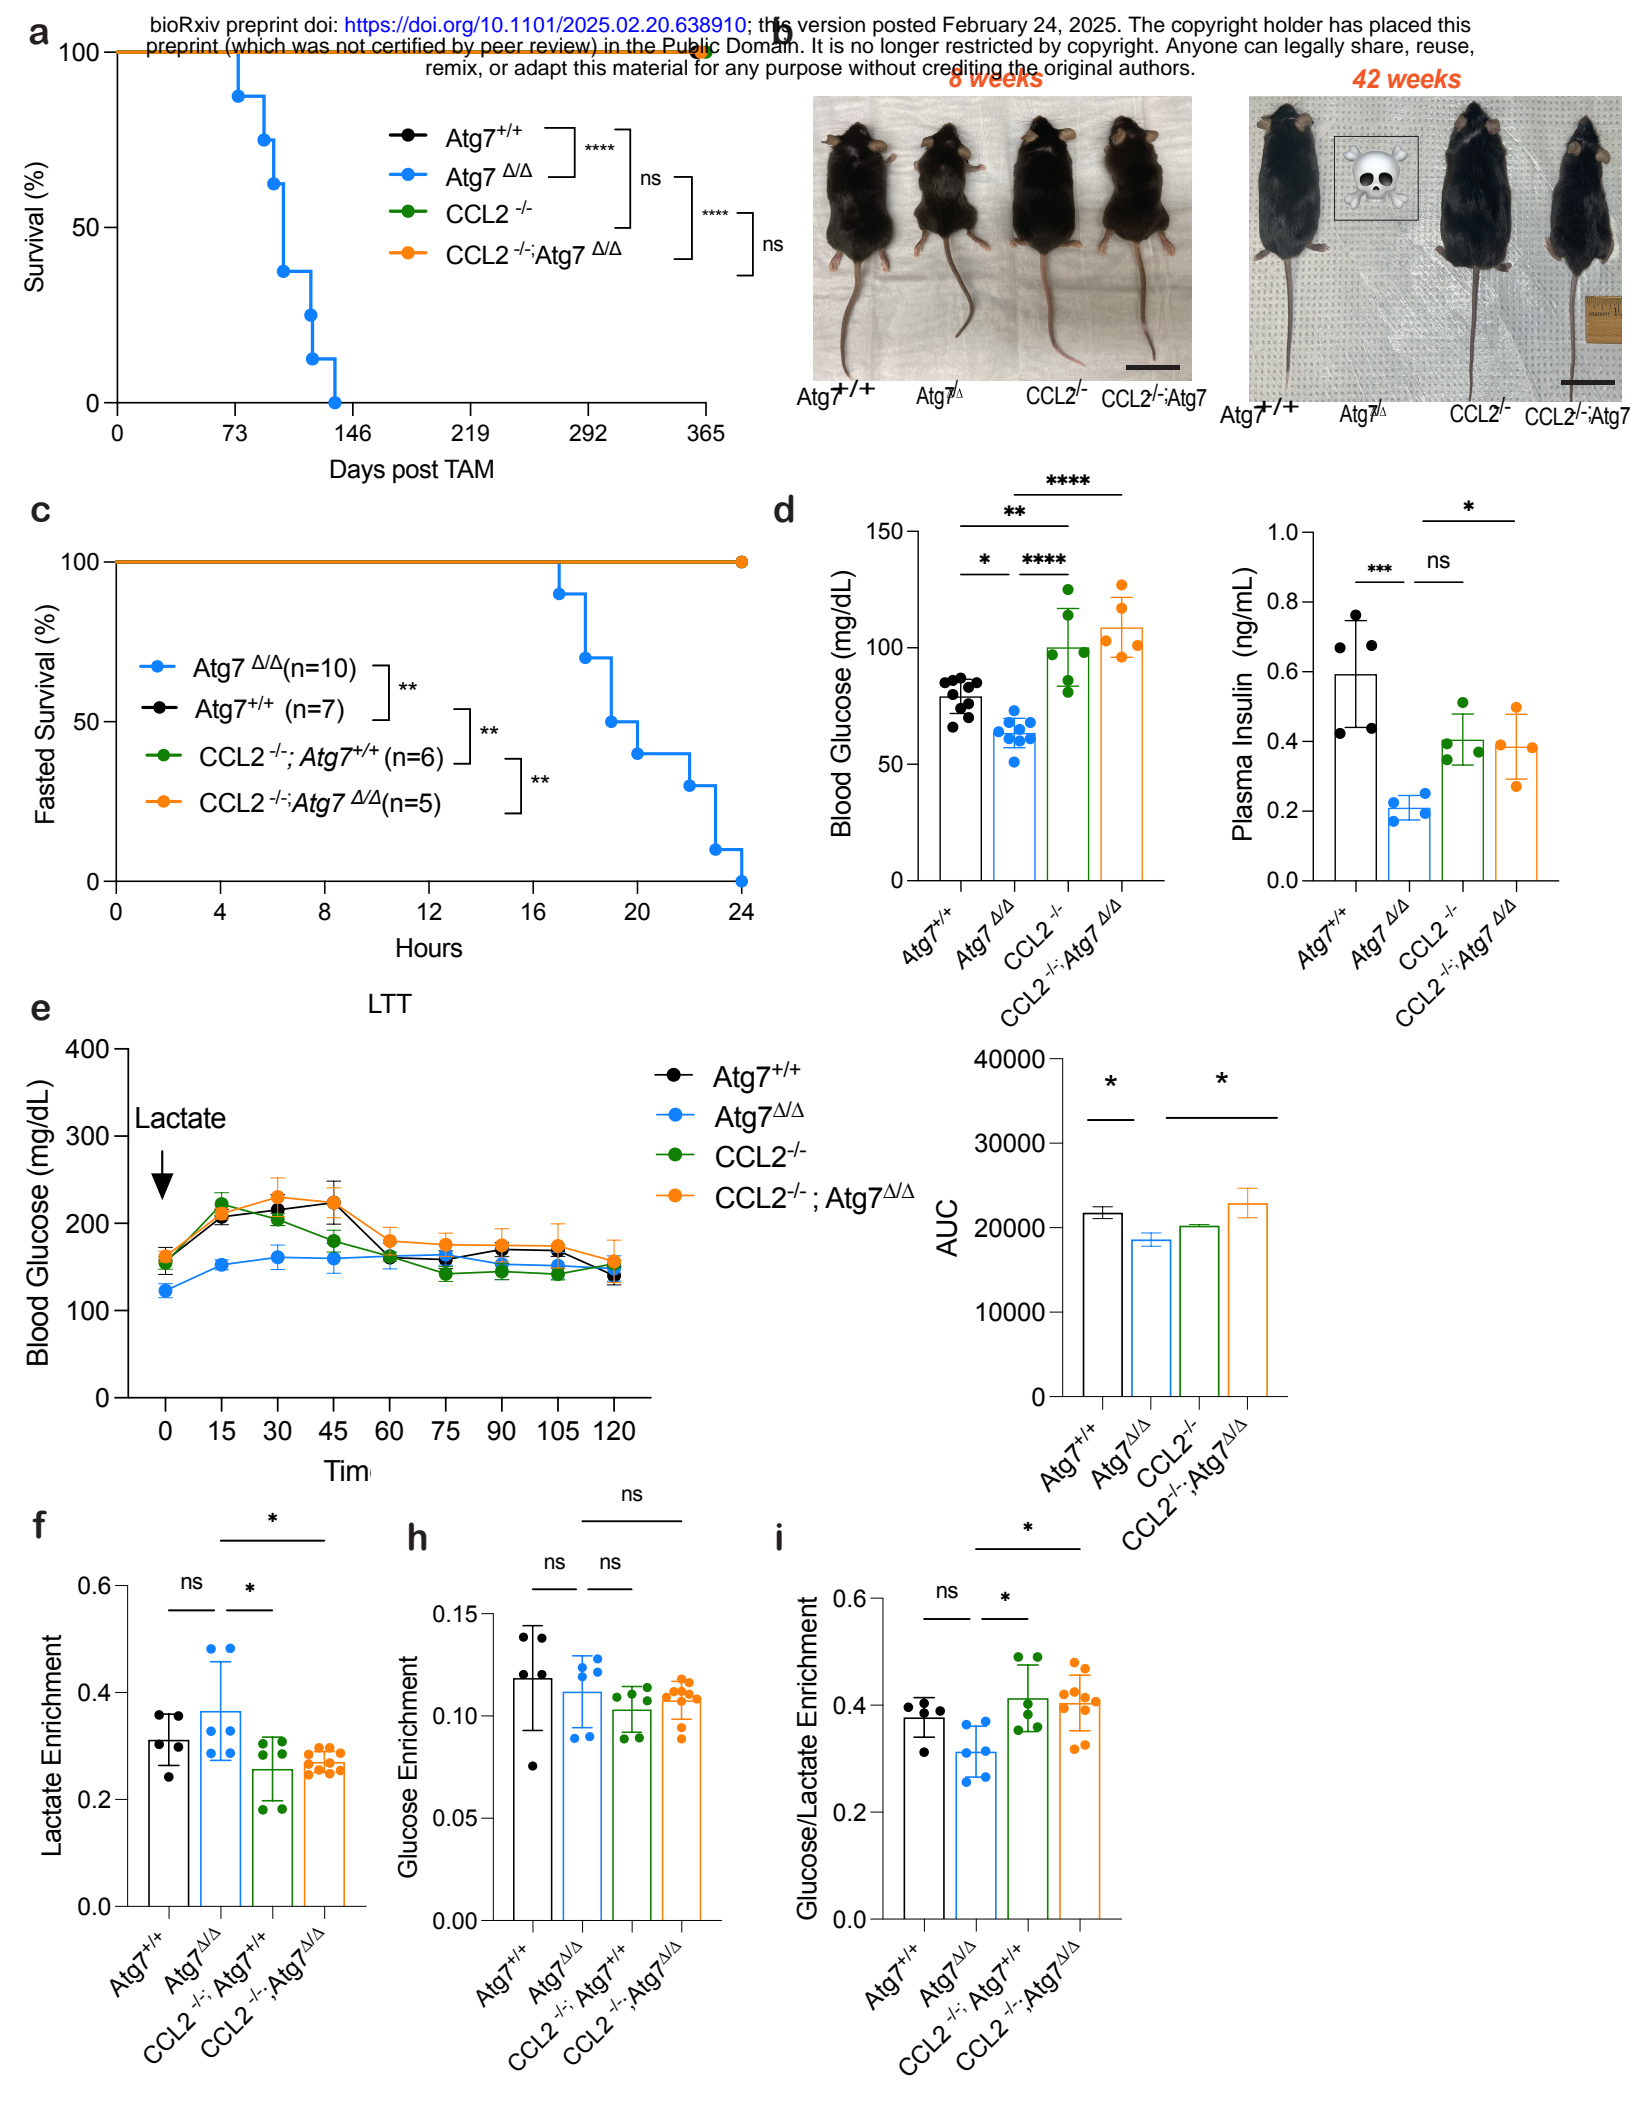 bioRxiv preprint doi: https://doi.org/10.1101/2025.02.20.638910; this version posted February 24, 2025. The copyright holder has placed this
preprint (which was not certified by peer review) in the Public Domain. It is no longer restricted by copyright. Anyone can legally share, reuse,
remix, or adapt this material for any purpose without crediting the original authors.
a
100
50
0
Survival (%)
0 73 146 219 292 365
Days post TAM
Atg7+/+
Atg7 Δ/Δ
CCL2 -/-
CCL2 -/-;Atg7 Δ/Δ
****
ns
****
ns
b
8 weeks
42 weeks
Atg7+/+ Atg7Δ/Δ CCL2-/- CCL2-/-;Atg7
Atg7+/+ Atg7Δ/Δ CCL2-/- CCL2-/-;Atg7
c
100
50
0
Fasted Survival (%)
Atg7 Δ/Δ(n=10)
Atg7+/+ (n=7)
CCL2 -/-; Atg7+/+ (n=6)
CCL2 -/-;Atg7 Δ/Δ(n=5)
**
**
**
0 4 8 12 16 20 24
Hours
d
150
100
50
0
Blood Glucose (mg/dL)
****
**
* ****
Atg7+/+
Atg7 Δ/Δ
CCL2 -/-
CCL2 -/-;Atg7 Δ/Δ
1.0
0.8
0.6
0.4
0.2
0.0
Plasma Insulin (ng/mL)
*
*** ns
Atg7+/+
Atg7 Δ/Δ
CCL2 -/-
CCL2 -/-;Atg7 Δ/Δ
e
LTT
400
300
200
100
0
Blood Glucose (mg/dL)
Lactate
0 15 30 45 60 75 90 105 120
Tim
Atg7+/+
Atg7Δ/Δ
CCL2-/-
CCL2-/- ; Atg7Δ/Δ
40000
30000
20000
10000
0
AUC
* *
Atg7+/+
Atg7Δ/Δ
CCL2-/-
CCL2-/-;Atg7Δ/Δ
f
0.6
0.4
0.2
0.0
Lactate Enrichment
*
ns *
Atg7+/+
Atg7Δ/Δ
CCL2 -/-; Atg7+/+
CCL2 -/-;Atg7Δ/Δ
h
0.15
0.10
0.05
0.00
Glucose Enrichment
ns
ns ns
Atg7+/+
Atg7Δ/Δ
CCL2 -/-; Atg7+/+
CCL2 -/-;Atg7Δ/Δ
i
0.6
0.4
0.2
0.0
Glucose/Lactate Enrichment
*
ns *
Atg7+/+
Atg7Δ/Δ
CCL2 -/-; Atg7+/+
CCL2 -/-;Atg7Δ/Δ